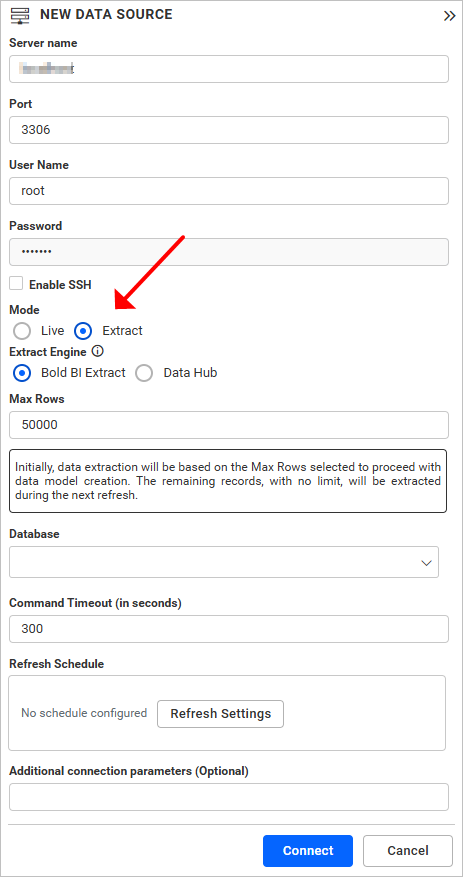 NEW DATA SOURCE
Server name
Port
3306
User Name
root
Password
•••••••
Enable SSH
Mode
Live Extract
Extract Engine
Bold BI Extract Data Hub
Max Rows
50000
Initially, data extraction will be based on the Max Rows selected to proceed with
data model creation. The remaining records, with no limit, will be extracted
during the next refresh.
Database
Command Timeout (in seconds)
300
Refresh Schedule
No schedule configured Refresh Settings
Additional connection parameters (Optional)
Connect Cancel